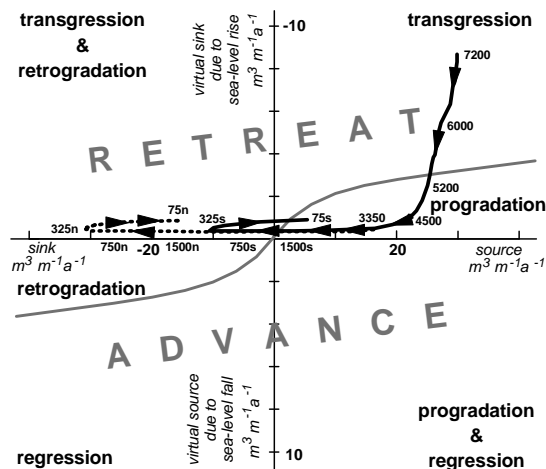 transgression
&
retrogradation
virtual sink
due to
sea-level rise
m³ m⁻¹a⁻¹
-10
transgression
7200
6000
RETREAT
5200
progradation
4500
3350
75n
325n
325s
75s
sink
m³ m⁻¹a⁻¹
-20
750n
1500n
750s
1500s
20
source
m³ m⁻¹a⁻¹
retrogradation
ADVANCE
virtual source
due to
sea-level fall
m³ m⁻¹a⁻¹
10
regression
progradation
&
regression